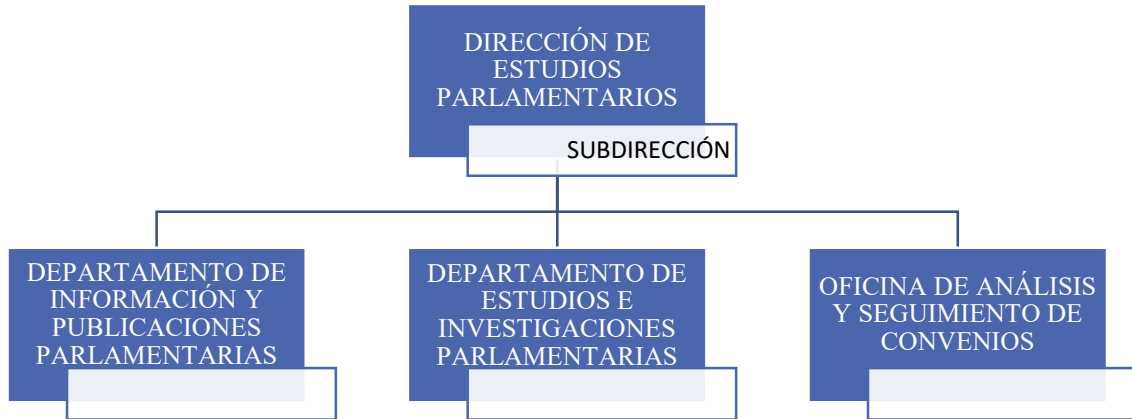 DIRECCIÓN DE
ESTUDIOS
PARLAMENTARIOS
SUBDIRECCIÓN
DEPARTAMENTO DE
INFORMACIÓN Y
PUBLICACIONES
PARLAMENTARIAS
DEPARTAMENTO DE
ESTUDIOS E
INVESTIGACIONES
PARLAMENTARIAS
OFICINA DE ANÁLISIS
Y SEGUIMIENTO DE
CONVENIOS